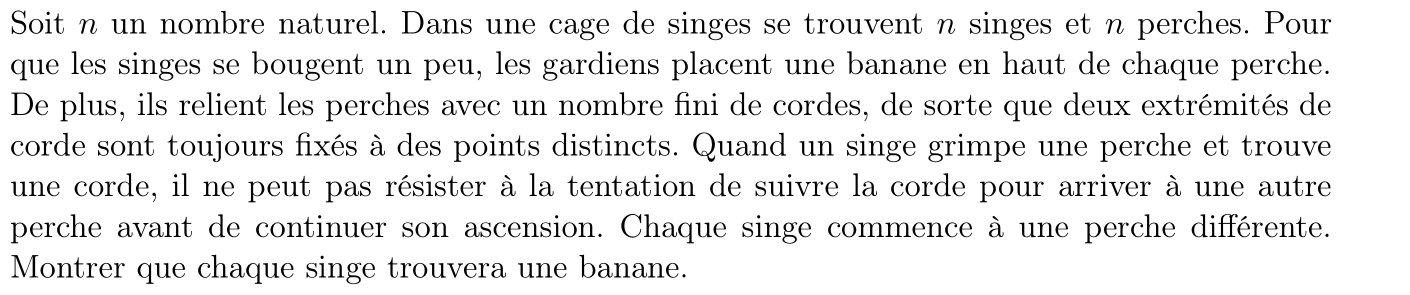 Soit n un nombre naturel. Dans une cage de singes se trouvent n singes et n perches. Pour
que les singes se bougent un peu, les gardiens placent une banane en haut de chaque perche.
De plus, ils relient les perches avec un nombre fini de cordes, de sorte que deux extrémités de
corde sont toujours fixés à des points distincts. Quand un singe grimpe une perche et trouve
une corde, il ne peut pas résister à la tentation de suivre la corde pour arriver à une autre
perche avant de continuer son ascension. Chaque singe commence à une perche différente.
Montrer que chaque singe trouvera une banane.